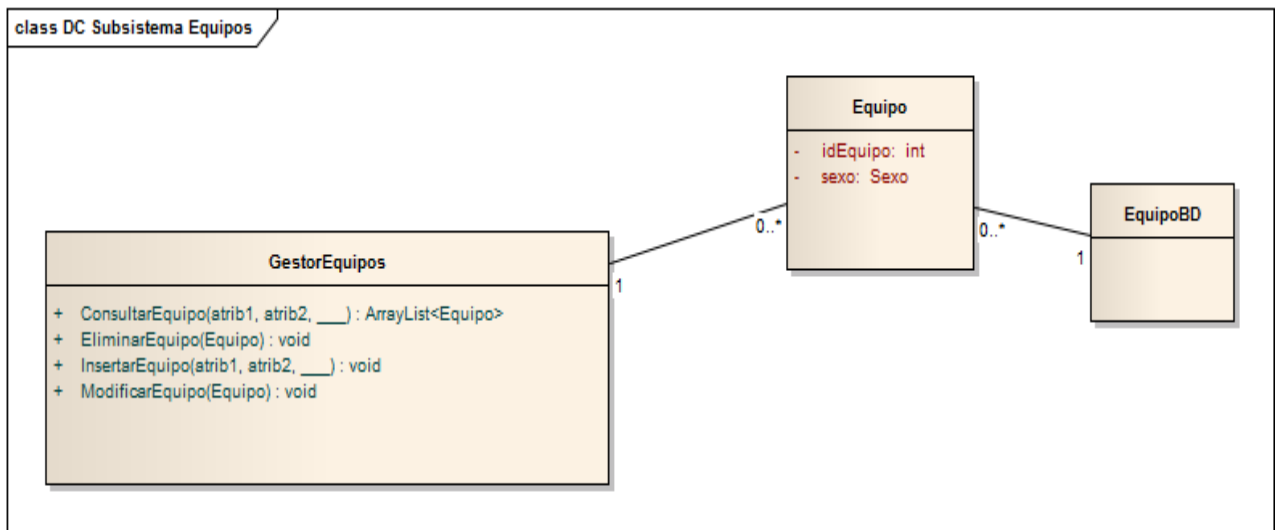 class DC Subsistema Equipos
Equipo
- idEquipo: int
- sexo: Sexo
EquipoBD
0..*
0..*
1
GestorEquipos
1
+ ConsultarEquipo(atrib1, atrib2, ___) : ArrayList<Equipo>
+ EliminarEquipo(Equipo) : void
+ InsertarEquipo(atrib1, atrib2, ___) : void
+ ModificarEquipo(Equipo) : void